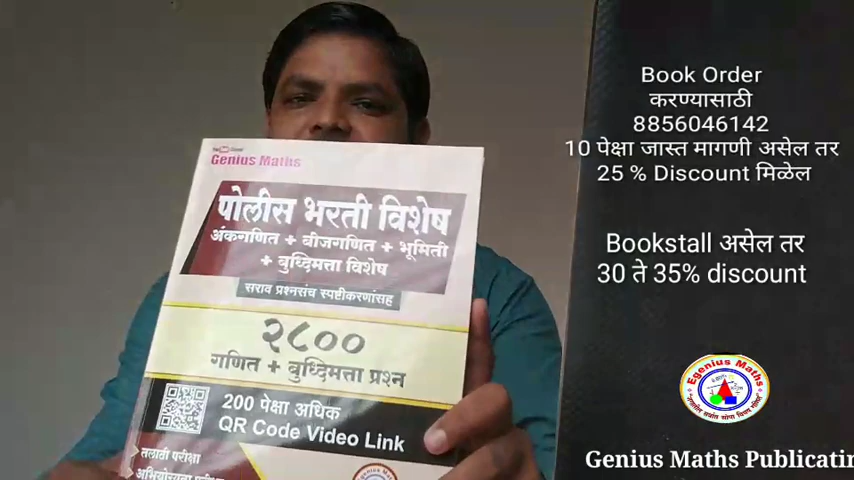 Genius Maths
पोलीस भरती विशेष
अंकगणित + बीजगणित + भूमिती
+ बुध्दिमत्ता विशेष
सराव प्रश्नसंच स्पष्टीकरणांसह
२८००
गणित + बुध्दिमत्ता प्रश्न
200 पेक्षा अधिक
QR Code Video Link
तलाठी परीक्षा
Genius Maths
Book Order
करण्यासाठी
8856046142
10 पेक्षा जास्त मागणी असेल तर
25 % Discount मिळेल
Bookstall असेल तर
30 ते 35% discount
Egenius Maths
Genius Maths Publicatin